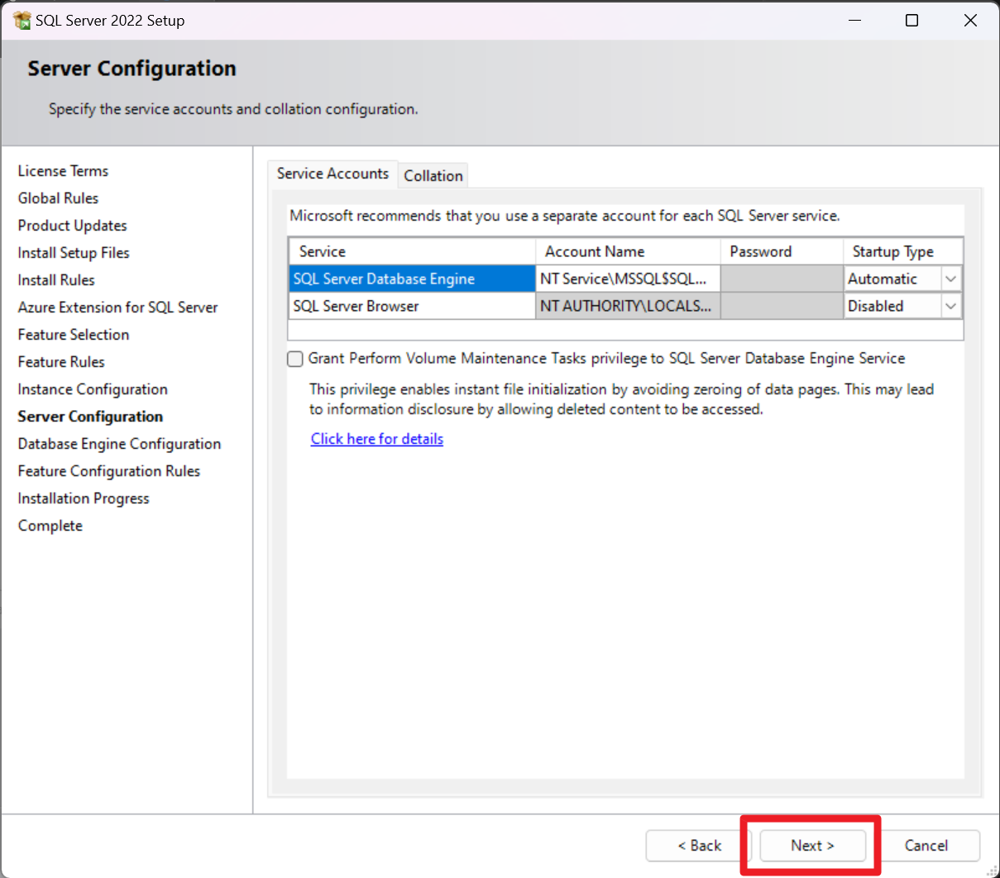 SQL Server 2022 Setup
Server Configuration
Specify the service accounts and collation configuration.
License Terms
Global Rules
Product Updates
Install Setup Files
Install Rules
Azure Extension for SQL Server
Feature Selection
Feature Rules
Instance Configuration
Server Configuration
Database Engine Configuration
Feature Configuration Rules
Installation Progress
Complete
Service Accounts Collation
Microsoft recommends that you use a separate account for each SQL Server service.
Service Account Name Password Startup Type
SQL Server Database Engine NT Service\MSSQL$SQL... Automatic
SQL Server Browser NT AUTHORITY\LOCALS... Disabled
Grant Perform Volume Maintenance Tasks privilege to SQL Server Database Engine Service
This privilege enables instant file initialization by avoiding zeroing of data pages. This may lead
to information disclosure by allowing deleted content to be accessed.
Click here for details
< Back Next > Cancel